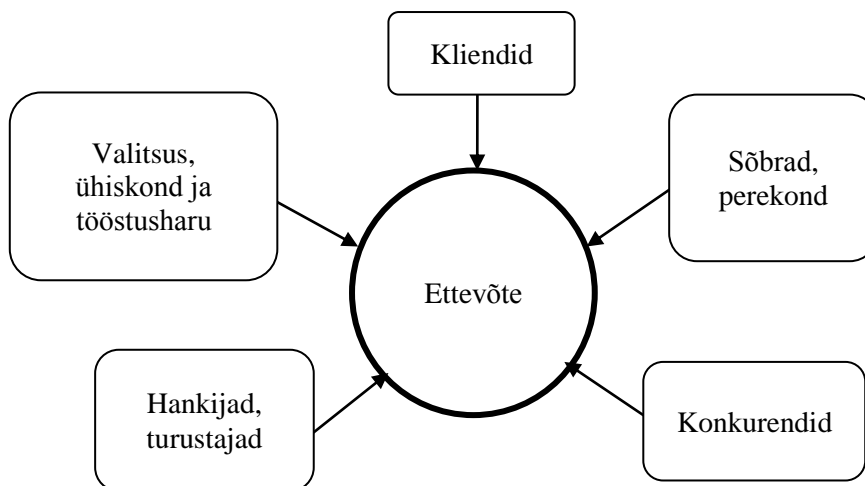 Kliendid
Valitsus,
ühiskond ja
tööstusharu
Sõbrad,
perekond
Ettevõte
Hankijad,
turustajad
Konkurendid